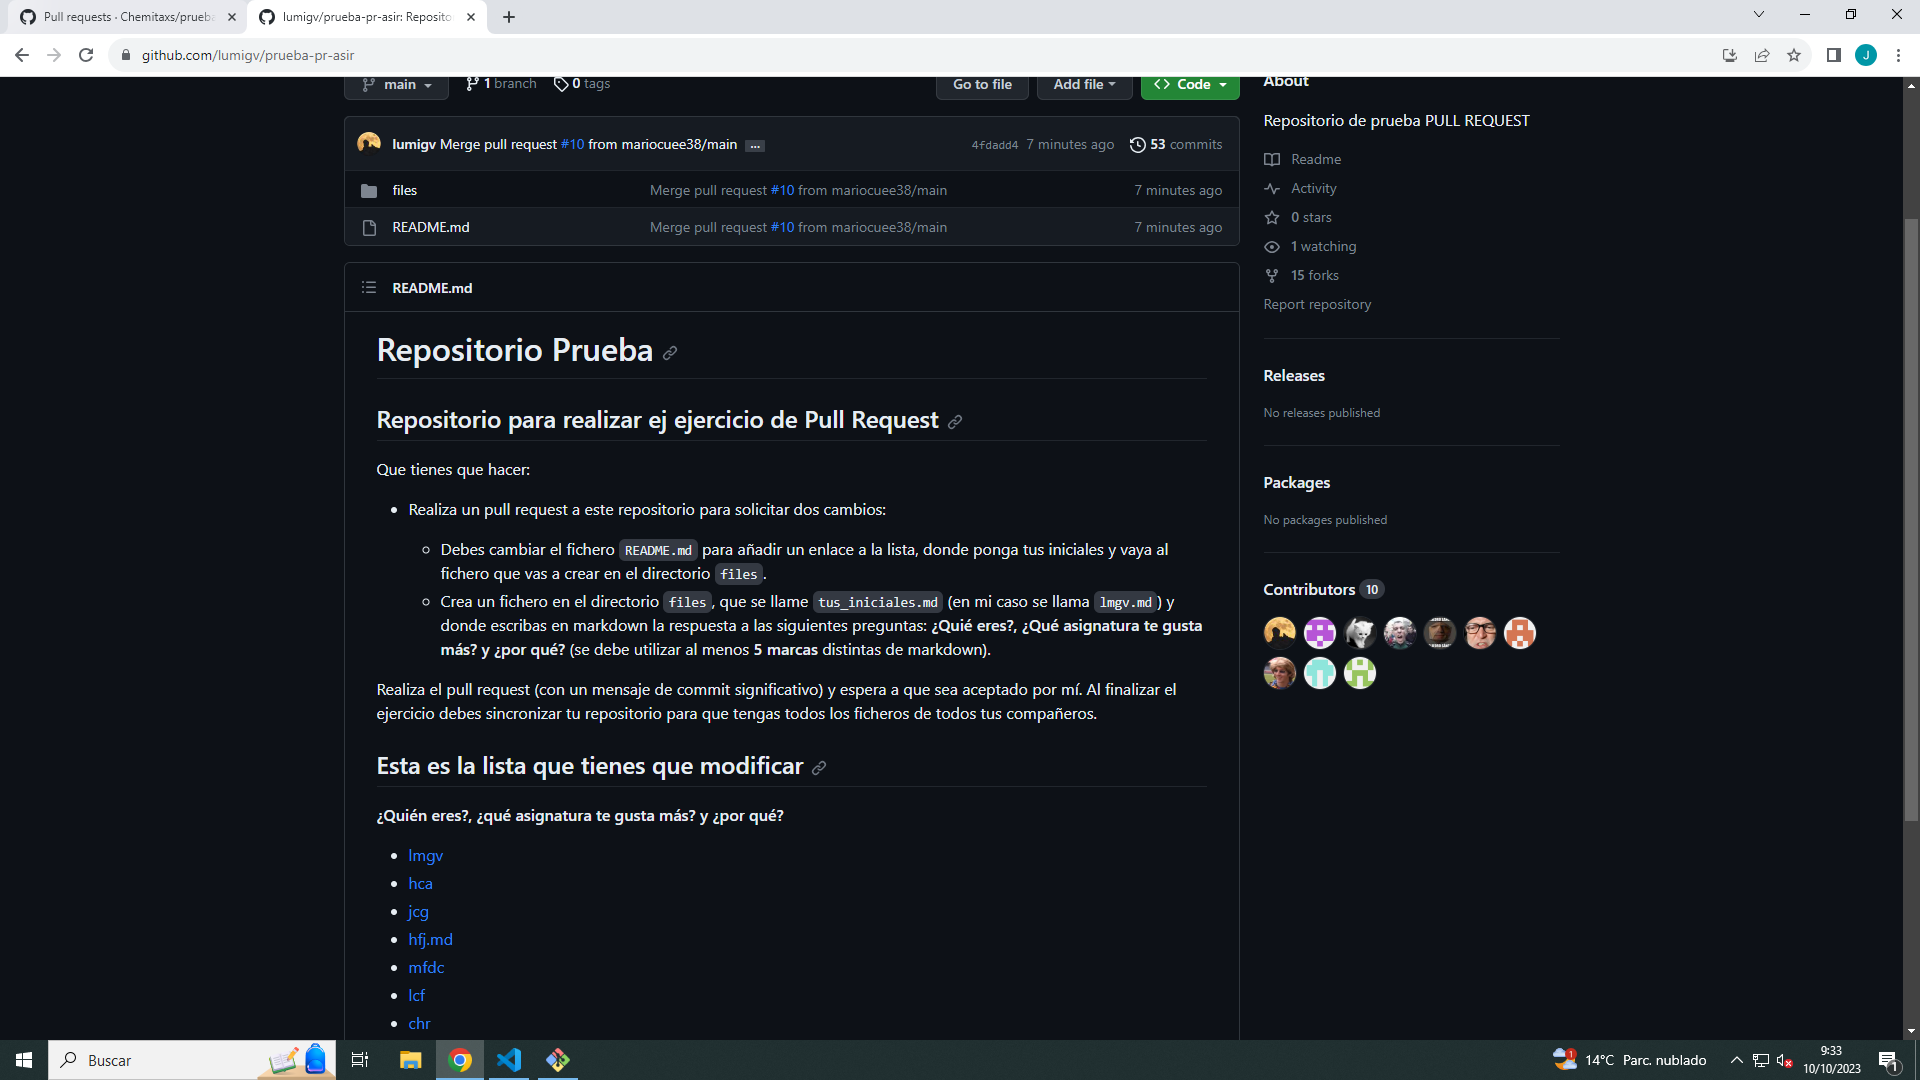 Pull requests · Chemitaxs/prueba
lumigv/prueba-pr-asir: Reposito
github.com/lumigv/prueba-pr-asir
J
main
1 branch
0 tags
Go to file
Add file
Code
lumigv Merge pull request #10 from mariocuee38/main ...
4fdadd4 7 minutes ago
53 commits
files
Merge pull request #10 from mariocuee38/main
7 minutes ago
README.md
Merge pull request #10 from mariocuee38/main
7 minutes ago
README.md
Repositorio Prueba
Repositorio para realizar ej ejercicio de Pull Request
Que tienes que hacer:
Realiza un pull request a este repositorio para solicitar dos cambios:
Debes cambiar el fichero README.md para añadir un enlace a la lista, donde ponga tus iniciales y vaya al
fichero que vas a crear en el directorio files.
Crea un fichero en el directorio files, que se llame tus_iniciales.md (en mi caso se llama lmgv.md) y
donde escribas en markdown la respuesta a las siguientes preguntas: ¿Quié eres?, ¿Qué asignatura te gusta
más? y ¿por qué? (se debe utilizar al menos 5 marcas distintas de markdown).
Realiza el pull request (con un mensaje de commit significativo) y espera a que sea aceptado por mí. Al finalizar el
ejercicio debes sincronizar tu repositorio para que tengas todos los ficheros de todos tus compañeros.
Esta es la lista que tienes que modificar
¿Quién eres?, ¿qué asignatura te gusta más? y ¿por qué?
lmgv
hca
jcg
hfj.md
mfdc
lcf
chr
About
Repositorio de prueba PULL REQUEST
Readme
Activity
0 stars
1 watching
15 forks
Report repository
Releases
No releases published
Packages
No packages published
Contributors 10
Buscar
1
14°C Parc. nublado
9:33
10/10/2023
1